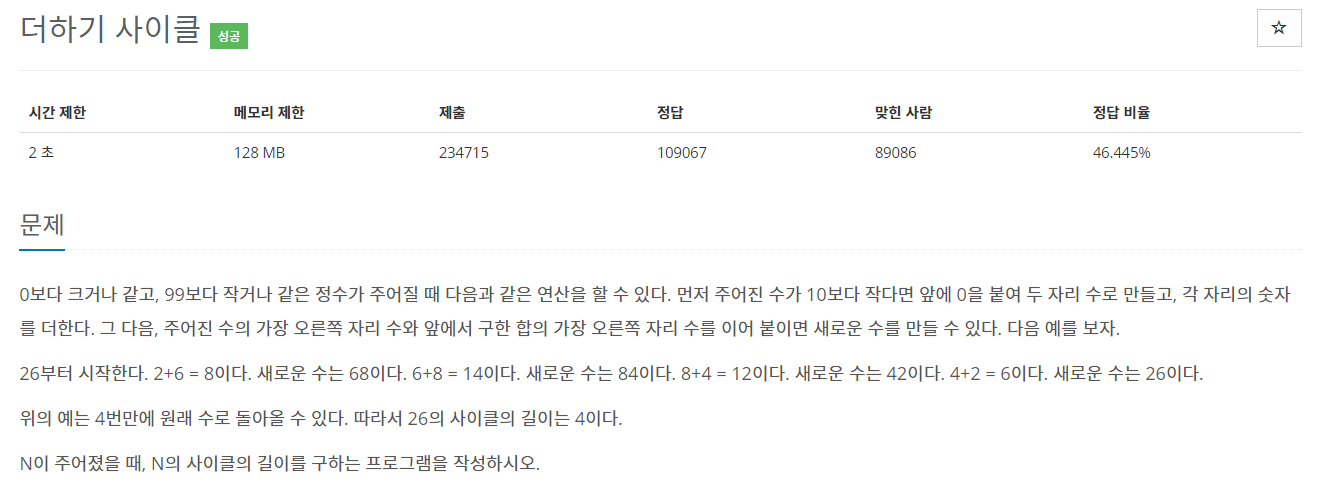 더하기 사이클 성공
☆
시간 제한 메모리 제한 제출 정답 맞힌 사람 정답 비율
2 초 128 MB 234715 109067 89086 46.445%
문제
0보다 크거나 같고, 99보다 작거나 같은 정수가 주어질 때 다음과 같은 연산을 할 수 있다. 먼저 주어진 수가 10보다 작다면 앞에 0을 붙여 두 자리 수로 만들고, 각 자리의 숫자
를 더한다. 그 다음, 주어진 수의 가장 오른쪽 자리 수와 앞에서 구한 합의 가장 오른쪽 자리 수를 이어 붙이면 새로운 수를 만들 수 있다. 다음 예를 보자.
26부터 시작한다. 2+6 = 8이다. 새로운 수는 68이다. 6+8 = 14이다. 새로운 수는 84이다. 8+4 = 12이다. 새로운 수는 42이다. 4+2 = 6이다. 새로운 수는 26이다.
위의 예는 4번만에 원래 수로 돌아올 수 있다. 따라서 26의 사이클의 길이는 4이다.
N이 주어졌을 때, N의 사이클의 길이를 구하는 프로그램을 작성하시오.